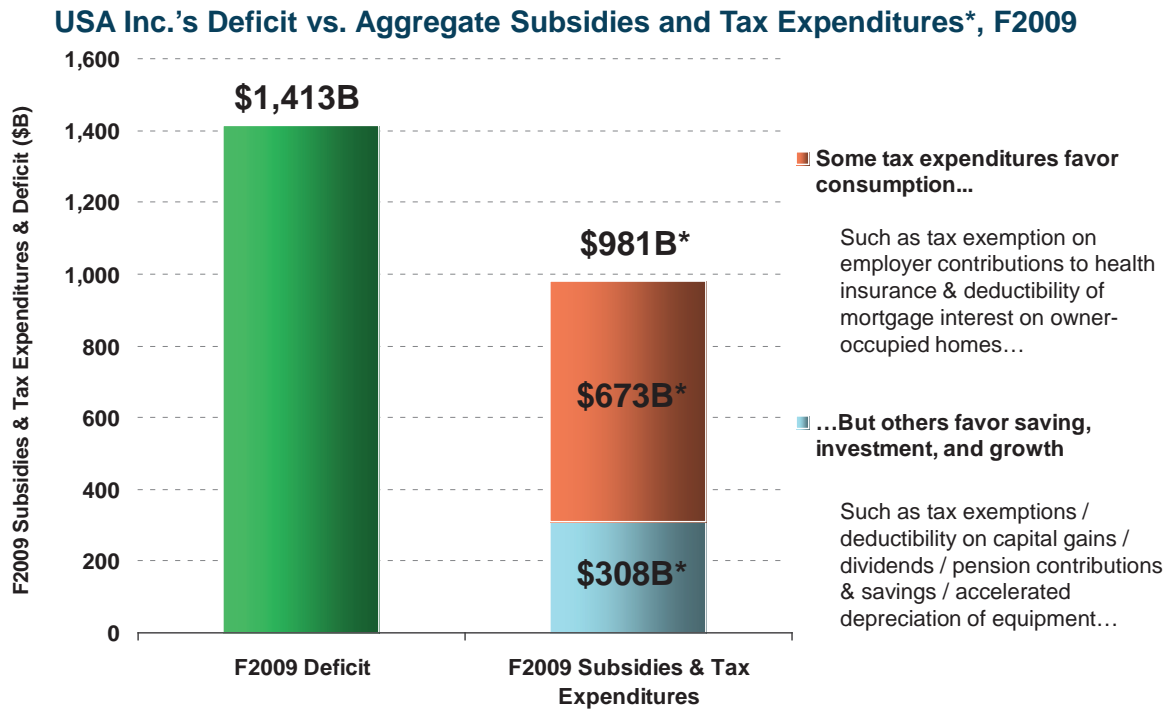 USA Inc.'s Deficit vs. Aggregate Subsidies and Tax Expenditures*, F2009
F2009 Subsidies & Tax Expenditures & Deficit ($B)
1,600
1,400
1,200
1,000
800
600
400
200
0
$1,413B
$981B*
$673B*
$308B*
F2009 Deficit
F2009 Subsidies & Tax
Expenditures
Some tax expenditures favor
consumption...
Such as tax exemption on
employer contributions to health
insurance & deductibility of
mortgage interest on owner-
occupied homes…
…But others favor saving,
investment, and growth
Such as tax exemptions /
deductibility on capital gains /
dividends / pension contributions
& savings / accelerated
depreciation of equipment…